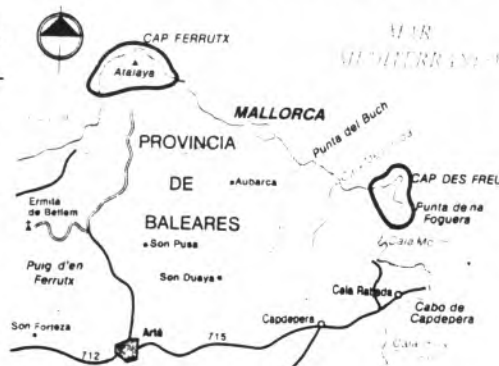 CAP FERRUTX
MAR
MEDITERRANEO
Atalaya
MALLORCA
Punta del Buch
PROVINCIA
DE
BALEARES
Aubarca
CAP DES FREU
Punta de na
Foguera
Ermita
de Betlem
Son Pusa
Son Duaya
Puig d'en
Ferrutx
Cala Ratjada
Cabo de
Capdepera
Capdepera
Son Forteza
Artá
712
715